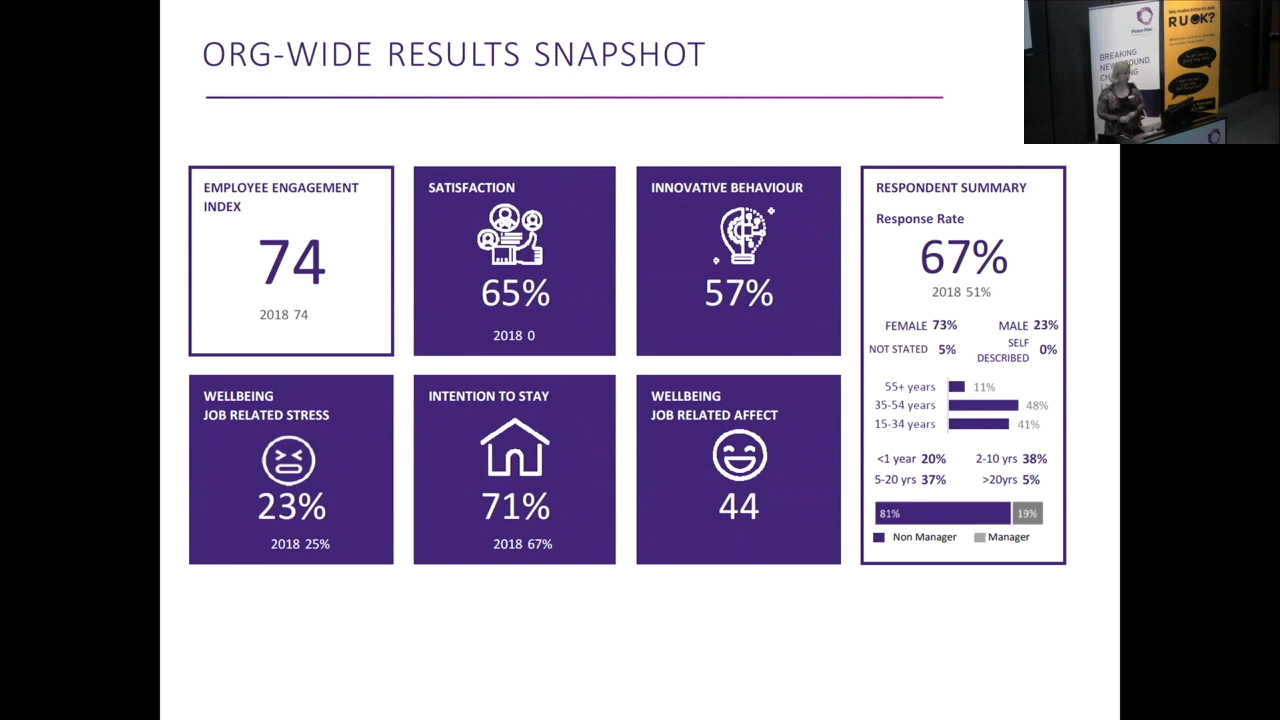 ORG-WIDE RESULTS SNAPSHOT
EMPLOYEE ENGAGEMENT
INDEX
74
2018 74
SATISFACTION
65%
2018 0
INNOVATIVE BEHAVIOUR
57%
WELLBEING
JOB RELATED STRESS
23%
2018 25%
INTENTION TO STAY
71%
2018 67%
WELLBEING
JOB RELATED AFFECT
44
RESPONDENT SUMMARY
Response Rate
67%
2018 51%
FEMALE 73% MALE 23%
NOT STATED 5% SELF
DESCRIBED 0%
55+ years 11%
35-54 years 48%
15-34 years 41%
<1 year 20% 2-10 yrs 38%
5-20 yrs 37% >20yrs 5%
81% 19%
Non Manager Manager
Peter Mac
BREAKING
R U OK?